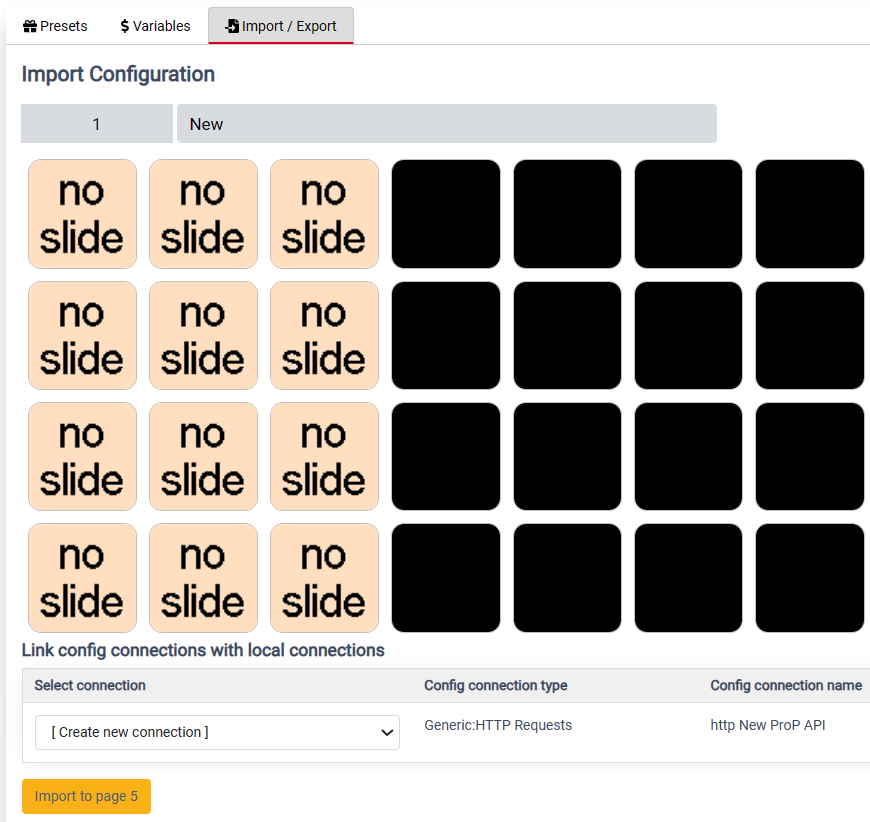 Presets Variables Import / Export
Import Configuration
1 New
no no no
slide slide slide
no no no
slide slide slide
no no no
slide slide slide
no no no
slide slide slide
Link config connections with local connections
Select connection Config connection type Config connection name
[ Create new connection ] Generic:HTTP Requests http New ProP API
Import to page 5